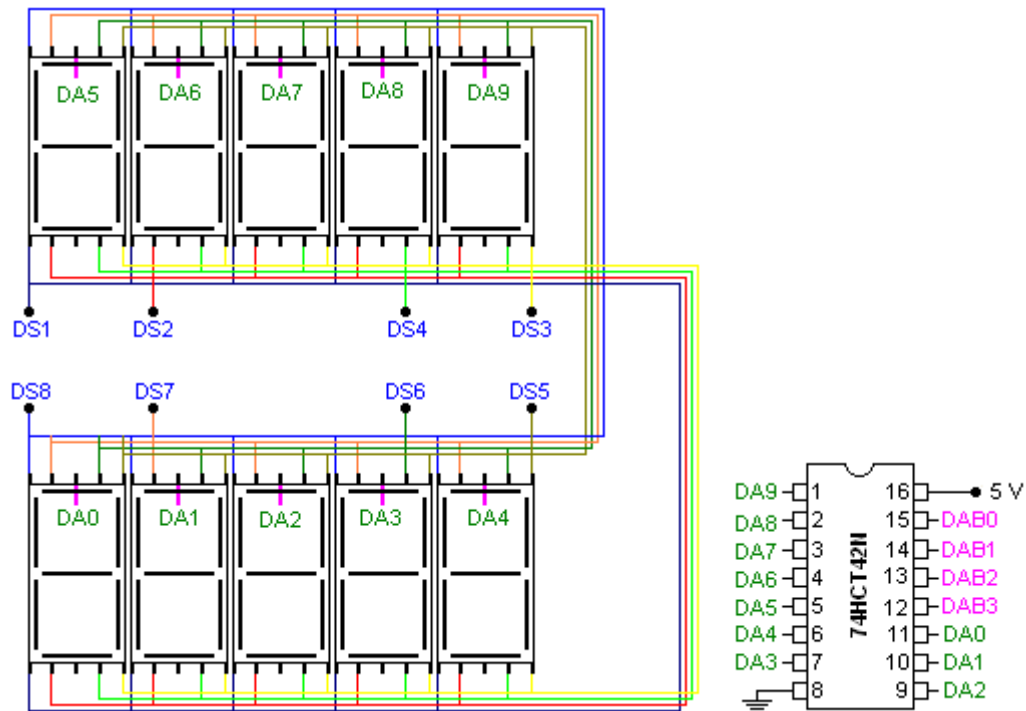 DA5 DA6 DA7 DA8 DA9
DS1 DS2 DS4 DS3
DS8 DS7 DS6 DS5
DA0 DA1 DA2 DA3 DA4
DA9 1 16 5 V
DA8 2 15 DAB0
DA7 3 14 DAB1
DA6 4 13 DAB2
DA5 5 12 DAB3
DA4 6 11 DA0
DA3 7 10 DA1
8 9 DA2
74HCT42N